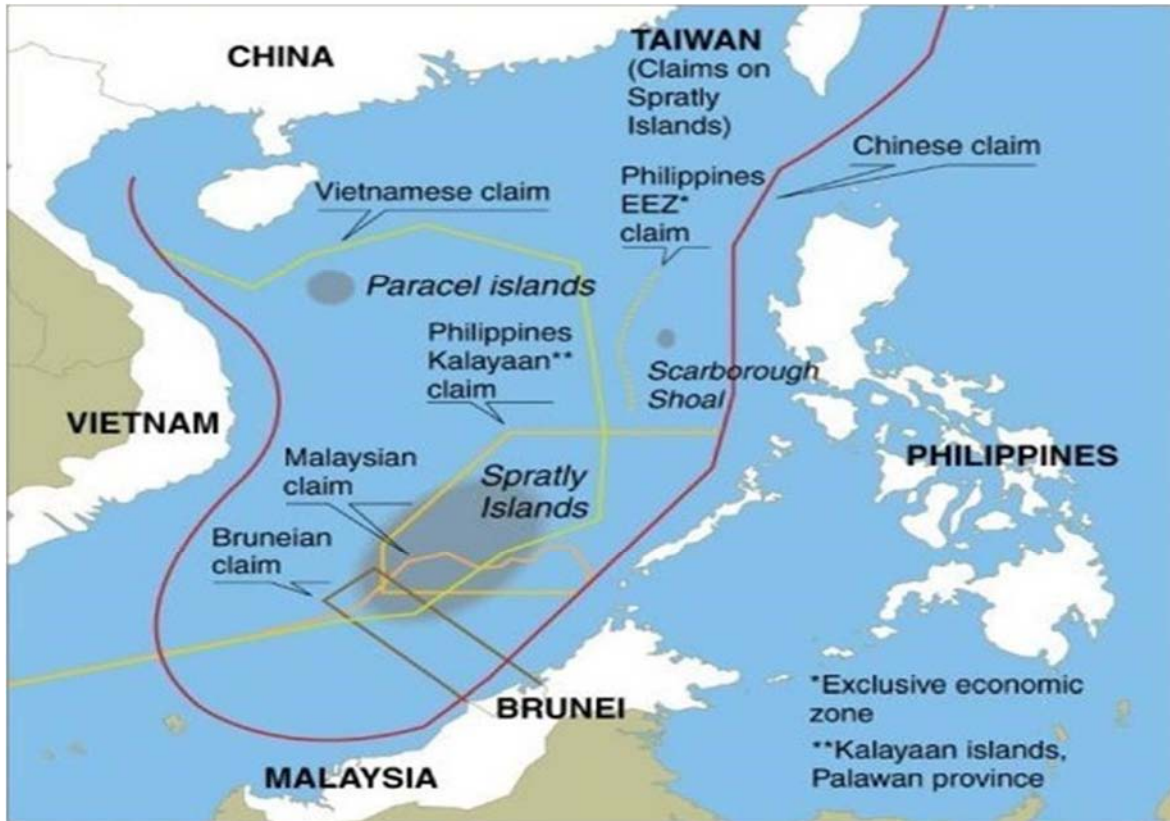 CHINA
TAIWAN
(Claims on
Spratly
Islands)
Chinese claim
Philippines
EEZ*
claim
Vietnamese claim
Paracel islands
Philippines
Kalayaan**
claim
Scarborough
Shoal
VIETNAM
PHILIPPINES
Malaysian
claim
Spratly
Islands
Bruneian
claim
BRUNEI
MALAYSIA
*Exclusive economic
zone
**Kalayaan islands,
Palawan province